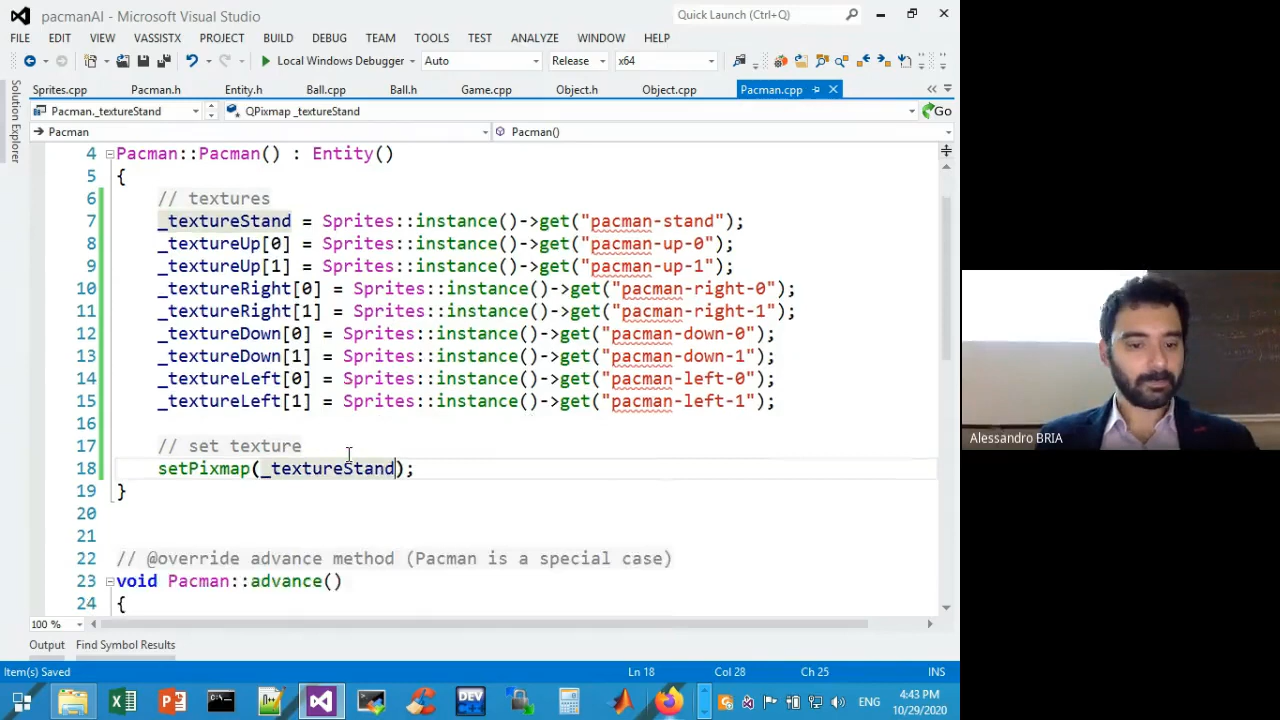 pacmanAI - Microsoft Visual Studio
Quick Launch (Ctrl+Q)
FILE EDIT VIEW VASSISTX PROJECT BUILD DEBUG TEAM TOOLS TEST ANALYZE WINDOW HELP
Local Windows Debugger Auto Release x64
Sprites.cpp Pacman.h Entity.h Ball.cpp Ball.h Game.cpp Object.h Object.cpp Pacman.cpp
Pacman._textureStand QPixmap _textureStand Go
Pacman Pacman()
Solution Explorer
4 Pacman::Pacman() : Entity()
5 {
6 // textures
7 _textureStand = Sprites::instance()->get("pacman-stand");
8 _textureUp[0] = Sprites::instance()->get("pacman-up-0");
9 _textureUp[1] = Sprites::instance()->get("pacman-up-1");
10 _textureRight[0] = Sprites::instance()->get("pacman-right-0");
11 _textureRight[1] = Sprites::instance()->get("pacman-right-1");
12 _textureDown[0] = Sprites::instance()->get("pacman-down-0");
13 _textureDown[1] = Sprites::instance()->get("pacman-down-1");
14 _textureLeft[0] = Sprites::instance()->get("pacman-left-0");
15 _textureLeft[1] = Sprites::instance()->get("pacman-left-1");
16
17 // set texture
18 setPixmap(_textureStand);
19 }
20
21
22 // @override advance method (Pacman is a special case)
23 void Pacman::advance()
24 {
100 %
Output Find Symbol Results
Item(s) Saved Ln 18 Col 28 Ch 25 INS
DEV
ENG
4:43 PM
10/29/2020
Alessandro BRIA